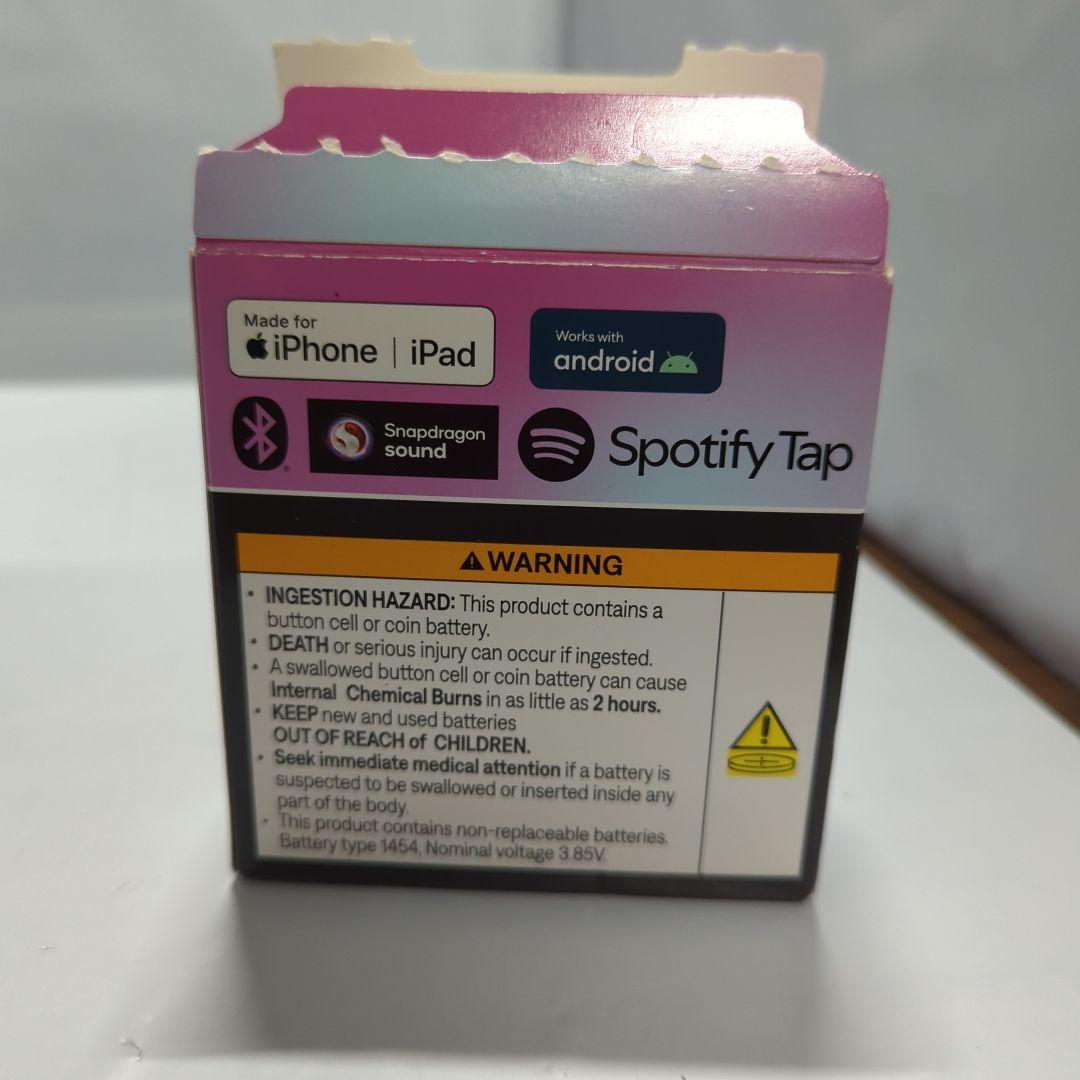 Made for
iPhone | iPad
Works with
android
Snapdragon
sound
Spotify Tap
WARNING
• INGESTION HAZARD: This product contains a
button cell or coin battery.
• DEATH or serious injury can occur if ingested.
• A swallowed button cell or coin battery can cause
Internal Chemical Burns in as little as 2 hours.
• KEEP new and used batteries
OUT OF REACH of CHILDREN.
• Seek immediate medical attention if a battery is
suspected to be swallowed or inserted inside any
part of the body.
• This product contains non-replaceable batteries.
Battery type 1454, Nominal voltage 3.85V.